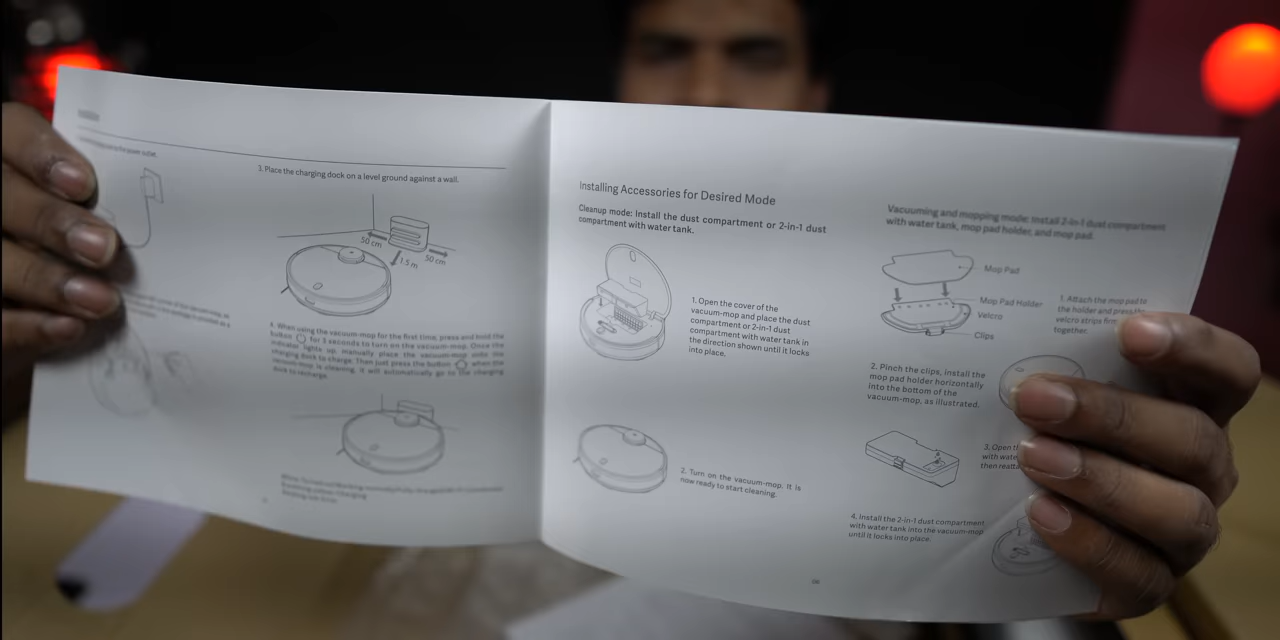 3. Place the charging dock on a level ground against a wall.
50 cm
50 cm
1.5 m
4. When using the vacuum-mop for the first time, press and hold the
button for 3 seconds to turn on the vacuum-mop. Once the
indicator lights up, manually place the vacuum-mop onto the
charging dock to charge. Then just press the button when the
vacuum-mop is cleaning, it will automatically go to the charging
dock to recharge.
Installing Accessories for Desired Mode
Cleanup mode: Install the dust compartment or 2-in-1 dust
compartment with water tank.
1. Open the cover of the
vacuum-mop and place the dust
compartment or 2-in-1 dust
compartment with water tank in
the direction shown until it locks
into place.
2. Turn on the vacuum-mop. It is
now ready to start cleaning.
Vacuuming and mopping mode: Install 2-in-1 dust compartment
with water tank, mop pad holder, and mop pad.
Mop Pad
Mop Pad Holder
Velcro
Clips
1. Attach the mop pad to
the holder and press the
velcro strips
together.
2. Pinch the clips, install the
mop pad holder horizontally
into the bottom of the
vacuum-mop, as illustrated.
3. Open
with
then
4. Install the 2-in-1 dust compartment
with water tank into the vacuum-mop
until it locks into place.